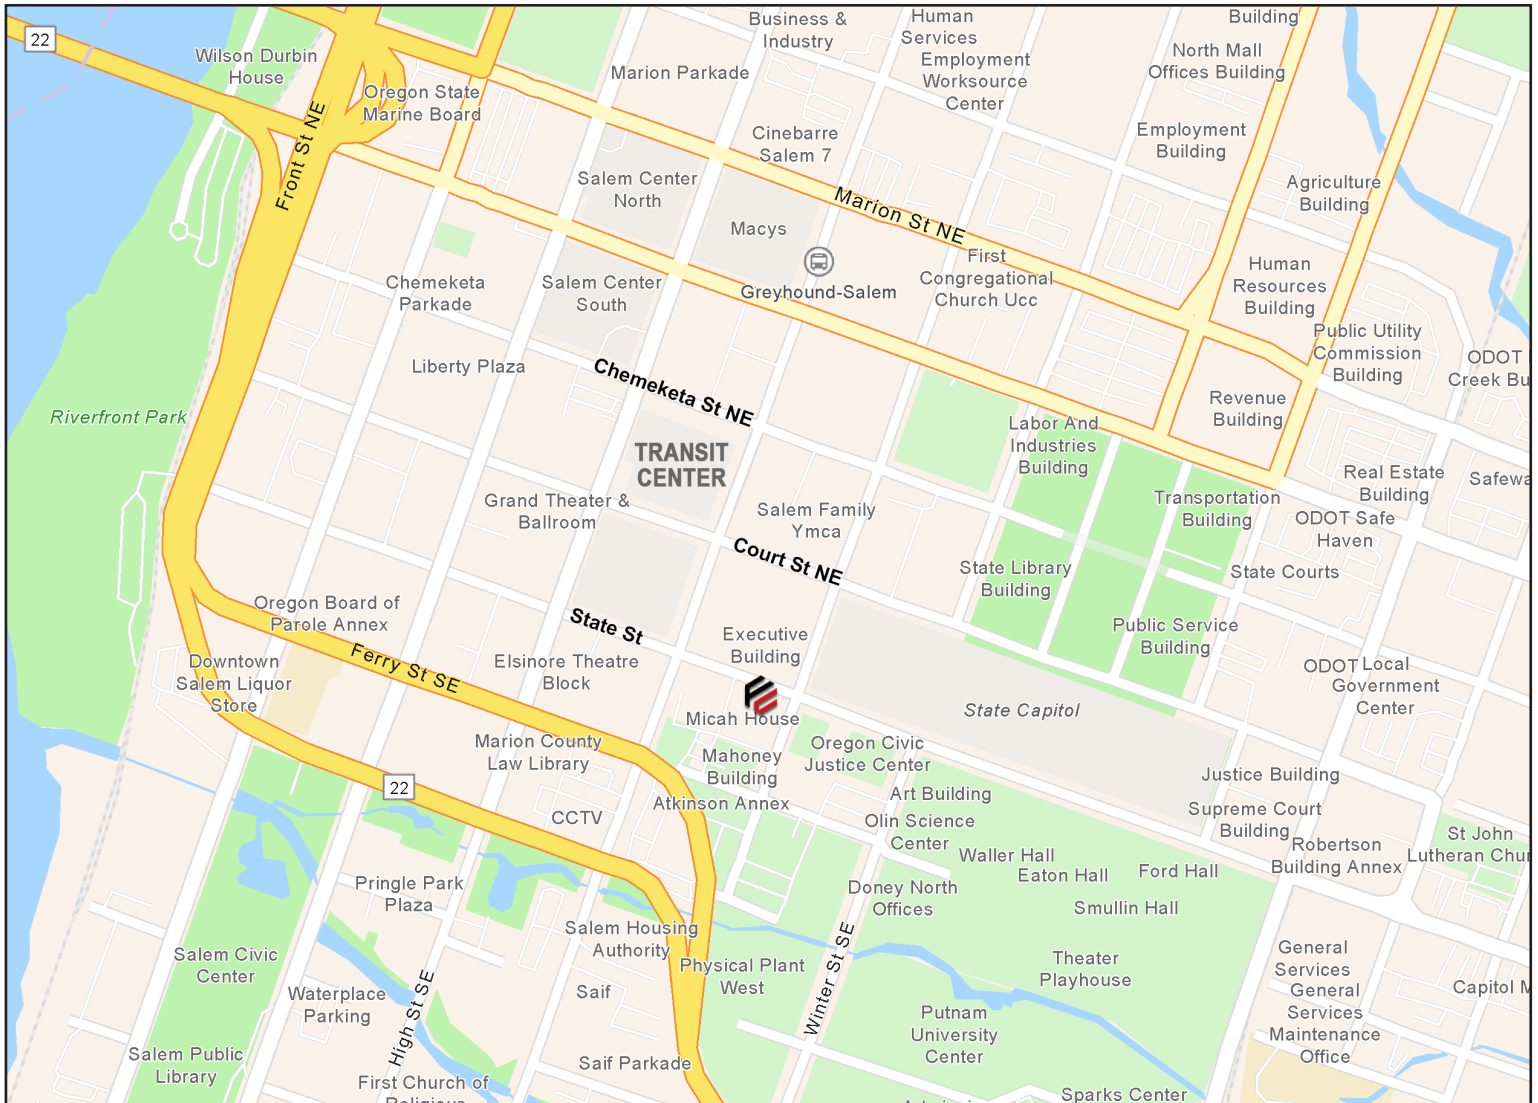 22
Wilson Durbin
House
Front St NE
Oregon State
Marine Board
Marion Parkade
Business &
Industry
Human
Services
Employment
Worksource
Center
Building
North Mall
Offices Building
Employment
Building
Agriculture
Building
Cinebarre
Salem 7
Salem Center
North
Macys
Marion St NE
Greyhound-Salem
First
Congregational
Church Ucc
Human
Resources
Building
Public Utility
Commission
Building
ODOT
Creek Bu
Chemeketa
Parkade
Salem Center
South
Liberty Plaza
Chemeketa St NE
Riverfront Park
TRANSIT
CENTER
Revenue
Building
Labor And
Industries
Building
Real Estate
Building
Safewa
Transportation
Building
ODOT Safe
Haven
Grand Theater &
Ballroom
Salem Family
Ymca
Court St NE
State Library
Building
State Courts
Oregon Board of
Parole Annex
State St
Executive
Building
Public Service
Building
Ferry St SE
Downtown
Salem Liquor
Store
Elsinore Theatre
Block
ODOT Local
Government
Center
Micah House
State Capitol
Marion County
Law Library
Mahoney
Building
Oregon Civic
Justice Center
Justice Building
22
Atkinson Annex
Art Building
CCTV
Olin Science
Center
Supreme Court
Building
Robertson
Building Annex
St John
Lutheran Chur
Waller Hall
Eaton Hall
Ford Hall
Pringle Park
Plaza
Doney North
Offices
Smullin Hall
Salem Housing
Authority
Winter St SE
Salem Civic
Center
Physical Plant
West
Theater
Playhouse
General
Services
General
Services
Maintenance
Office
Capitol M
Waterplace
Parking
High St SE
Saif
Putnam
University
Center
Salem Public
Library
Saif Parkade
First Church of
Religious
Sparks Center